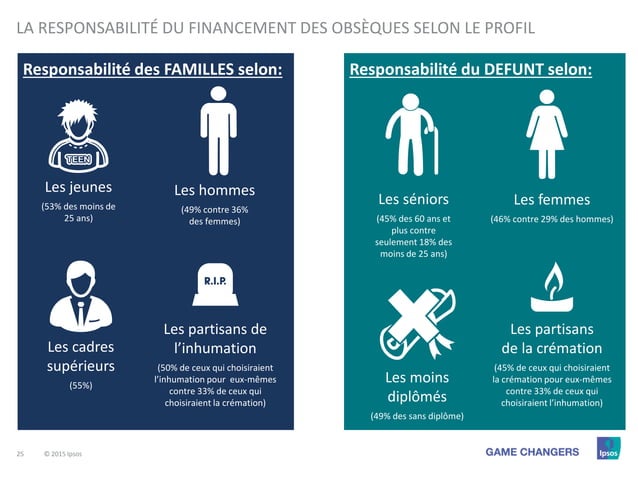 LA RESPONSABILITÉ DU FINANCEMENT DES OBSÈQUES SELON LE PROFIL
Responsabilité des FAMILLES selon:
TEEN
Les jeunes
(53% des moins de
25 ans)
Les hommes
(49% contre 36%
des femmes)
Les cadres
supérieurs
(55%)
R.I.P.
Les partisans de
l’inhumation
(50% de ceux qui choisiraient
l’inhumation pour eux-mêmes
contre 33% de ceux qui
choisiraient la crémation)
Responsabilité du DEFUNT selon:
Les séniors
(45% des 60 ans et
plus contre
seulement 18% des
moins de 25 ans)
Les femmes
(46% contre 29% des hommes)
Les moins
diplômés
(49% des sans diplôme)
Les partisans
de la crémation
(45% de ceux qui choisiraient
la crémation pour eux-mêmes
contre 33% de ceux qui
choisiraient l’inhumation)
25 © 2015 Ipsos
GAME CHANGERS
Ipsos